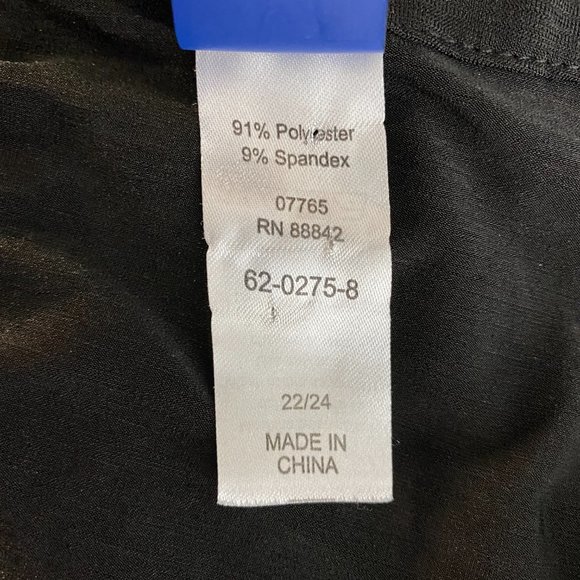 91% Polyester
9% Spandex
07765
RN 88842
62-0275-8
22/24
MADE IN
CHINA